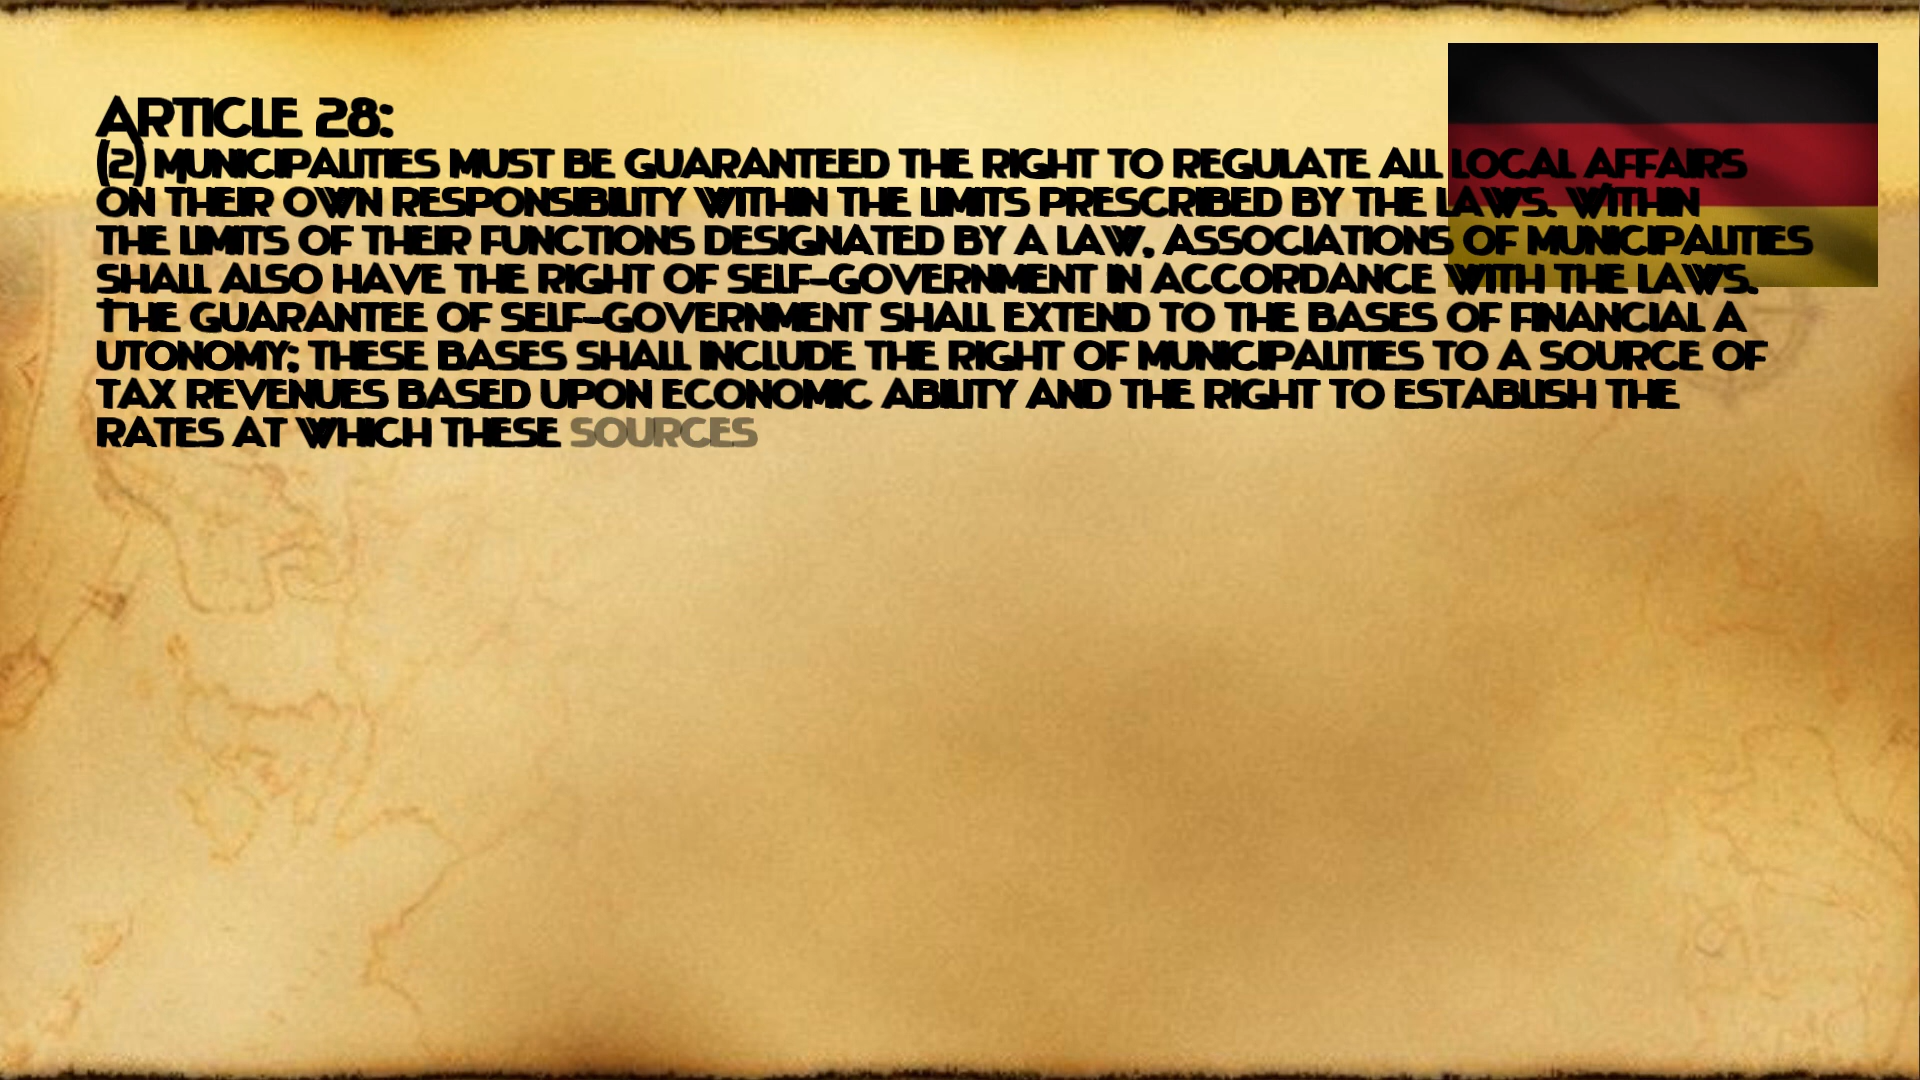 ARTICLE 28:
(2) MUNICIPALITIES MUST BE GUARANTEED THE RIGHT TO REGULATE ALL LOCAL AFFAIRS
ON THEIR OWN RESPONSIBILITY WITHIN THE LIMITS PRESCRIBED BY THE LAWS. WITHIN
THE LIMITS OF THEIR FUNCTIONS DESIGNATED BY A LAW, ASSOCIATIONS OF MUNICIPALITIES
SHALL ALSO HAVE THE RIGHT OF SELF-GOVERNMENT IN ACCORDANCE WITH THE LAWS.
THE GUARANTEE OF SELF-GOVERNMENT SHALL EXTEND TO THE BASES OF FINANCIAL A
UTONOMY; THESE BASES SHALL INCLUDE THE RIGHT OF MUNICIPALITIES TO A SOURCE OF
TAX REVENUES BASED UPON ECONOMIC ABILITY AND THE RIGHT TO ESTABLISH THE
RATES AT WHICH THESE SOURCES